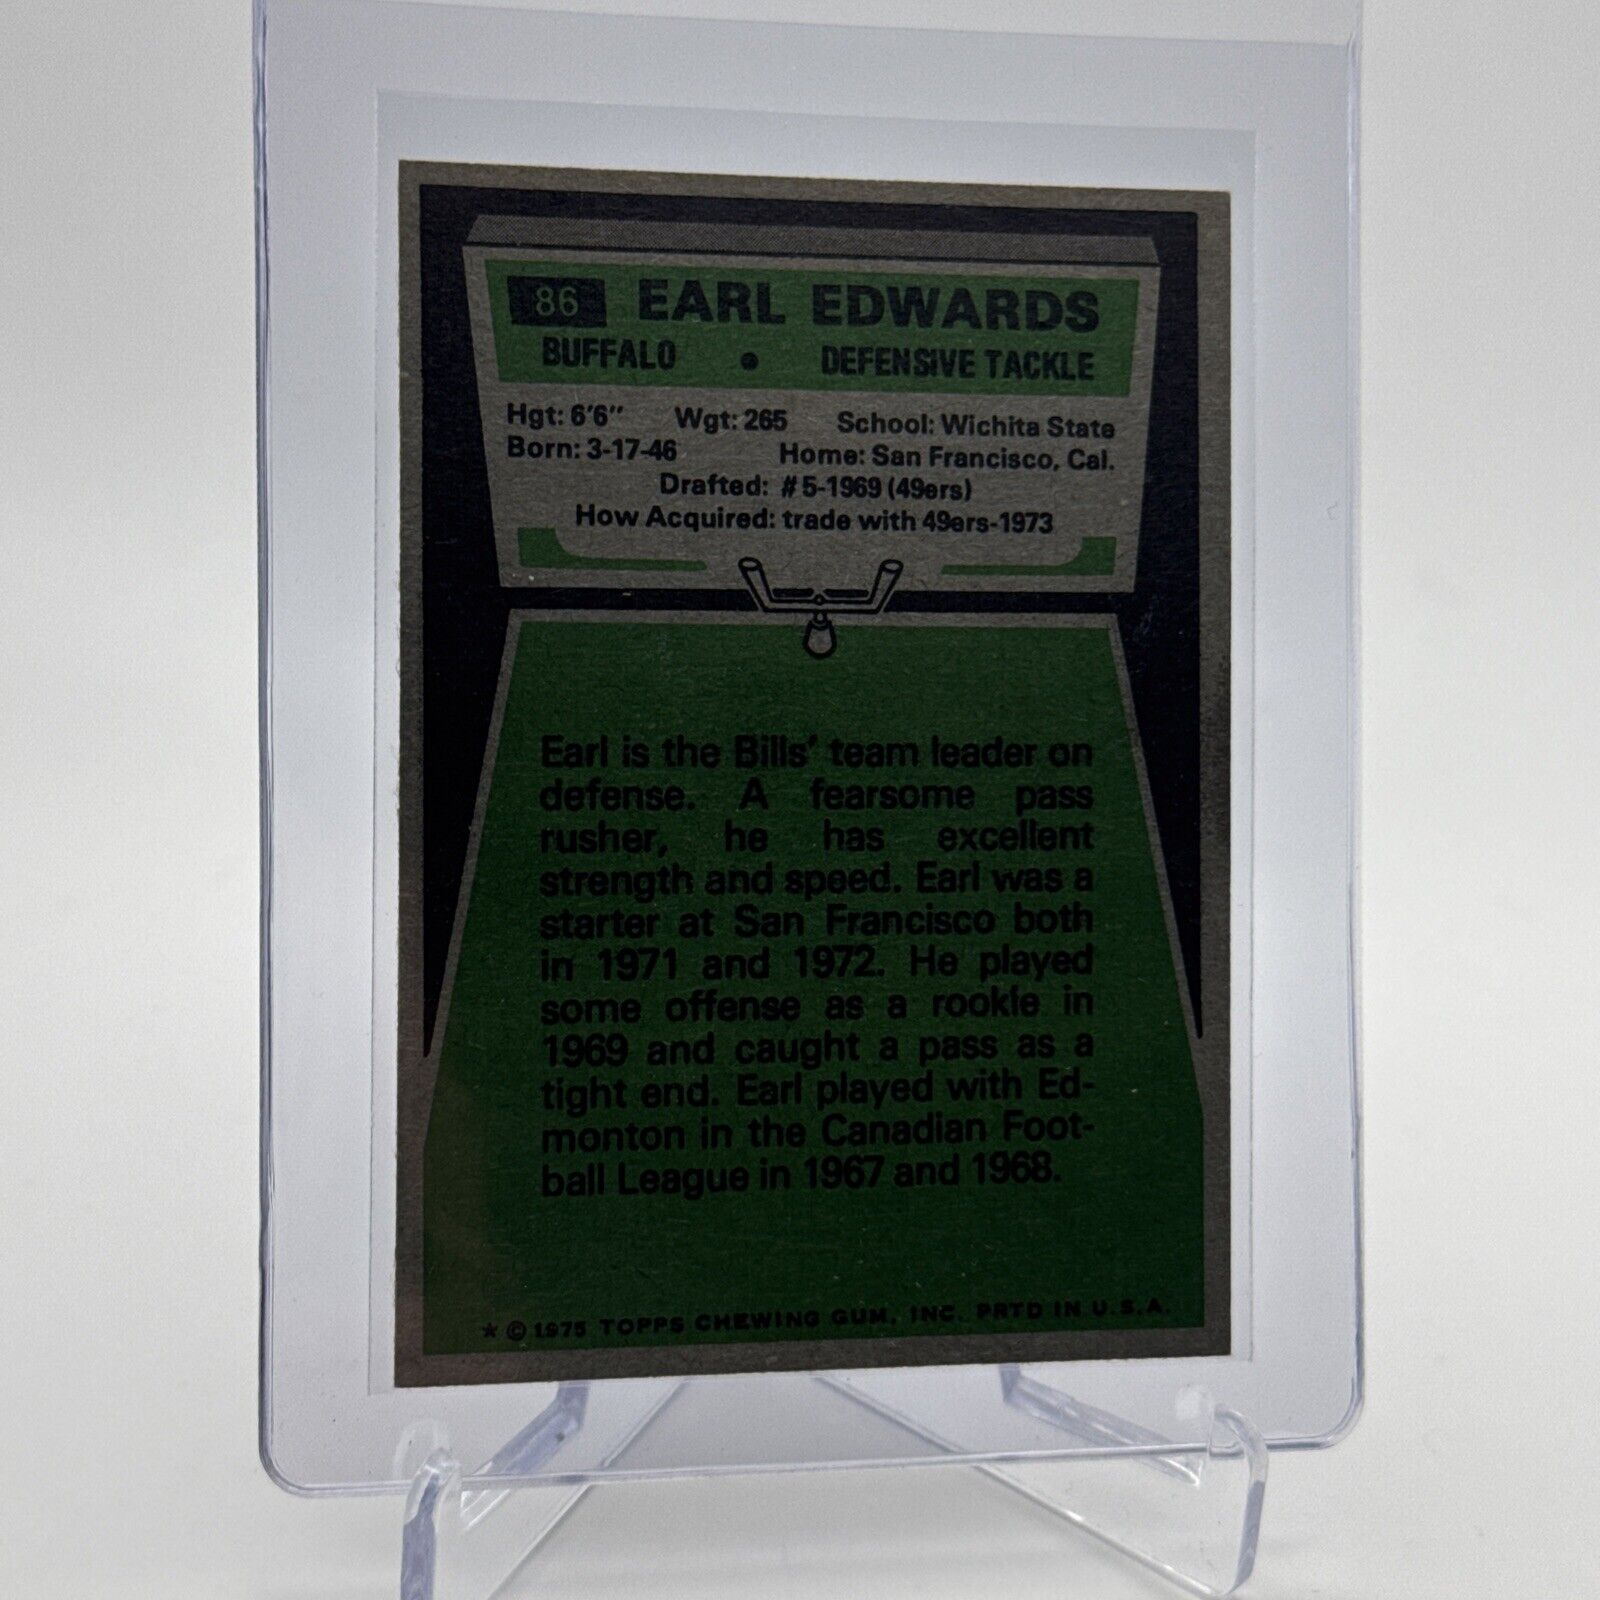 86 EARL EDWARDS
BUFFALO • DEFENSIVE TACKLE
Hgt: 6'6" Wgt: 265 School: Wichita State
Born: 3-17-46 Home: San Francisco, Cal.
Drafted: #5-1969 (49ers)
How Acquired: trade with 49ers-1973
Earl is the Bills' team leader on
defense. A fearsome pass
rusher, he has excellent
strength and speed. Earl was a
starter at San Francisco both
in 1971 and 1972. He played
some offense as a rookie in
1969 and caught a pass as a
tight end. Earl played with Ed-
monton in the Canadian Foot-
ball League in 1967 and 1968.
* © 1975 TOPPS CHEWING GUM, INC. PRTD IN U.S.A.